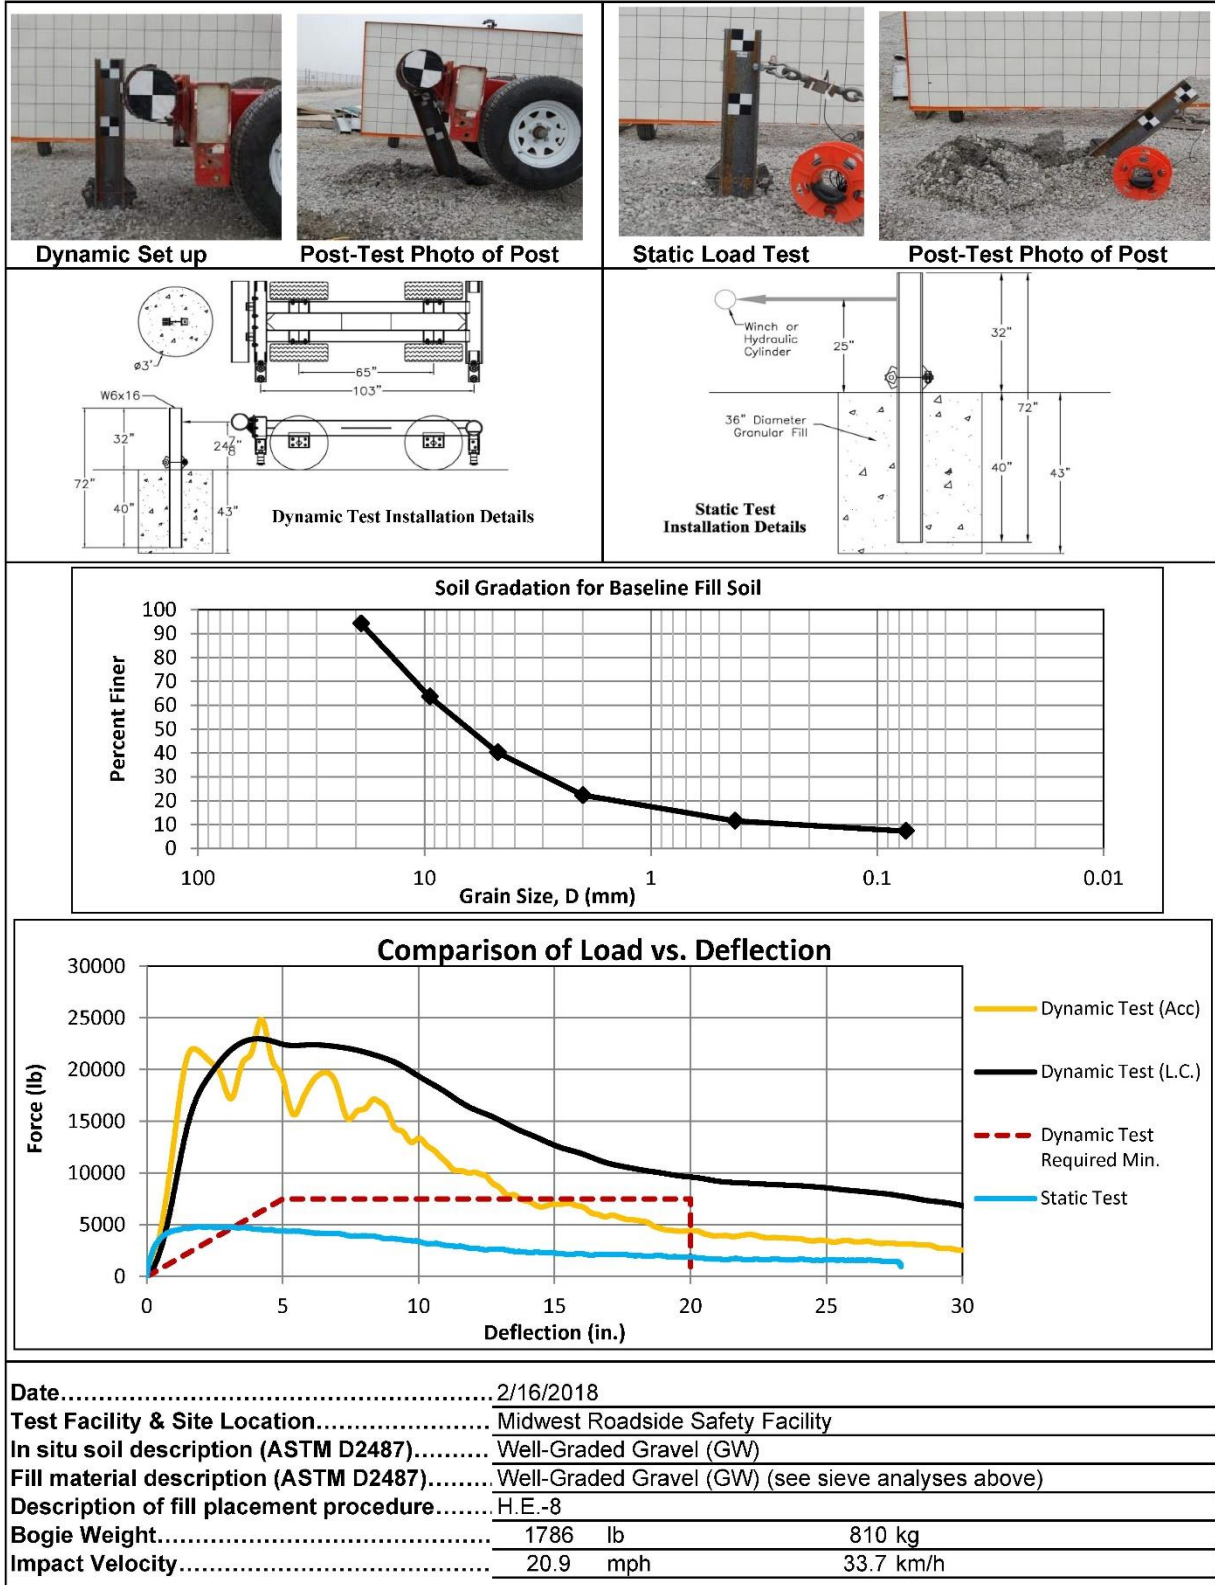 Dynamic Set up
Post-Test Photo of Post
Static Load Test
Post-Test Photo of Post
ø3'
65"
103"
W6x16
32"
24 7/8"
72"
40"
43"
Dynamic Test Installation Details
Winch or
Hydraulic
Cylinder
25"
32"
72"
36" Diameter
Granular Fill
40"
43"
Static Test
Installation Details
Soil Gradation for Baseline Fill Soil
Percent Finer
100
90
80
70
60
50
40
30
20
10
0
100 10 1 0.1 0.01
Grain Size, D (mm)
Comparison of Load vs. Deflection
Force (lb)
30000
25000
20000
15000
10000
5000
0
0 5 10 15 20 25 30
Deflection (in.)
Dynamic Test (Acc)
Dynamic Test (L.C.)
Dynamic Test
Required Min.
Static Test
Date.................................................. 2/16/2018
Test Facility & Site Location..................... Midwest Roadside Safety Facility
In situ soil description (ASTM D2487)......... Well-Graded Gravel (GW)
Fill material description (ASTM D2487)....... Well-Graded Gravel (GW) (see sieve analyses above)
Description of fill placement procedure....... H.E.-8
Bogie Weight....................................... 1786 lb 810 kg
Impact Velocity.................................... 20.9 mph 33.7 km/h